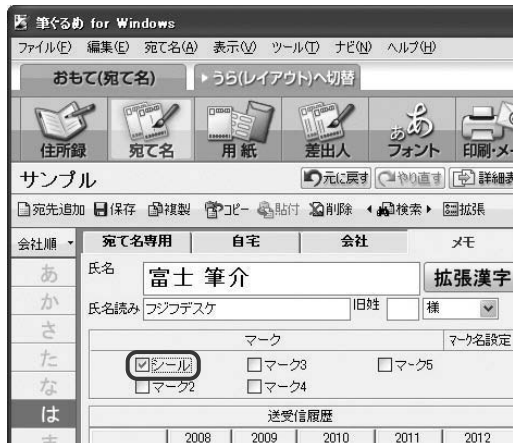 筆ぐるめ for Windows
ファイル(F) 編集(E) 宛て名(A) 表示(V) ツール(T) ナビ(N) ヘルプ(H)
おもて(宛て名) うら(レイアウト)へ切替
住所録 宛て名 用紙 差出人 フォント 印刷・メー
サンプル 元に戻す やり直す 詳細表
宛先追加 保存 複製 コピー 貼付 削除 検索 拡張
会社順 宛て名専用 自宅 会社 メモ
あ 氏名 富士 筆介 拡張漢字
か 氏名読み フジフデスケ 旧姓 様
さ マーク マーク名設定
た シール マーク3 マーク5
な マーク2 マーク4
は 送受信履歴
2008 2009 2010 2011 2012